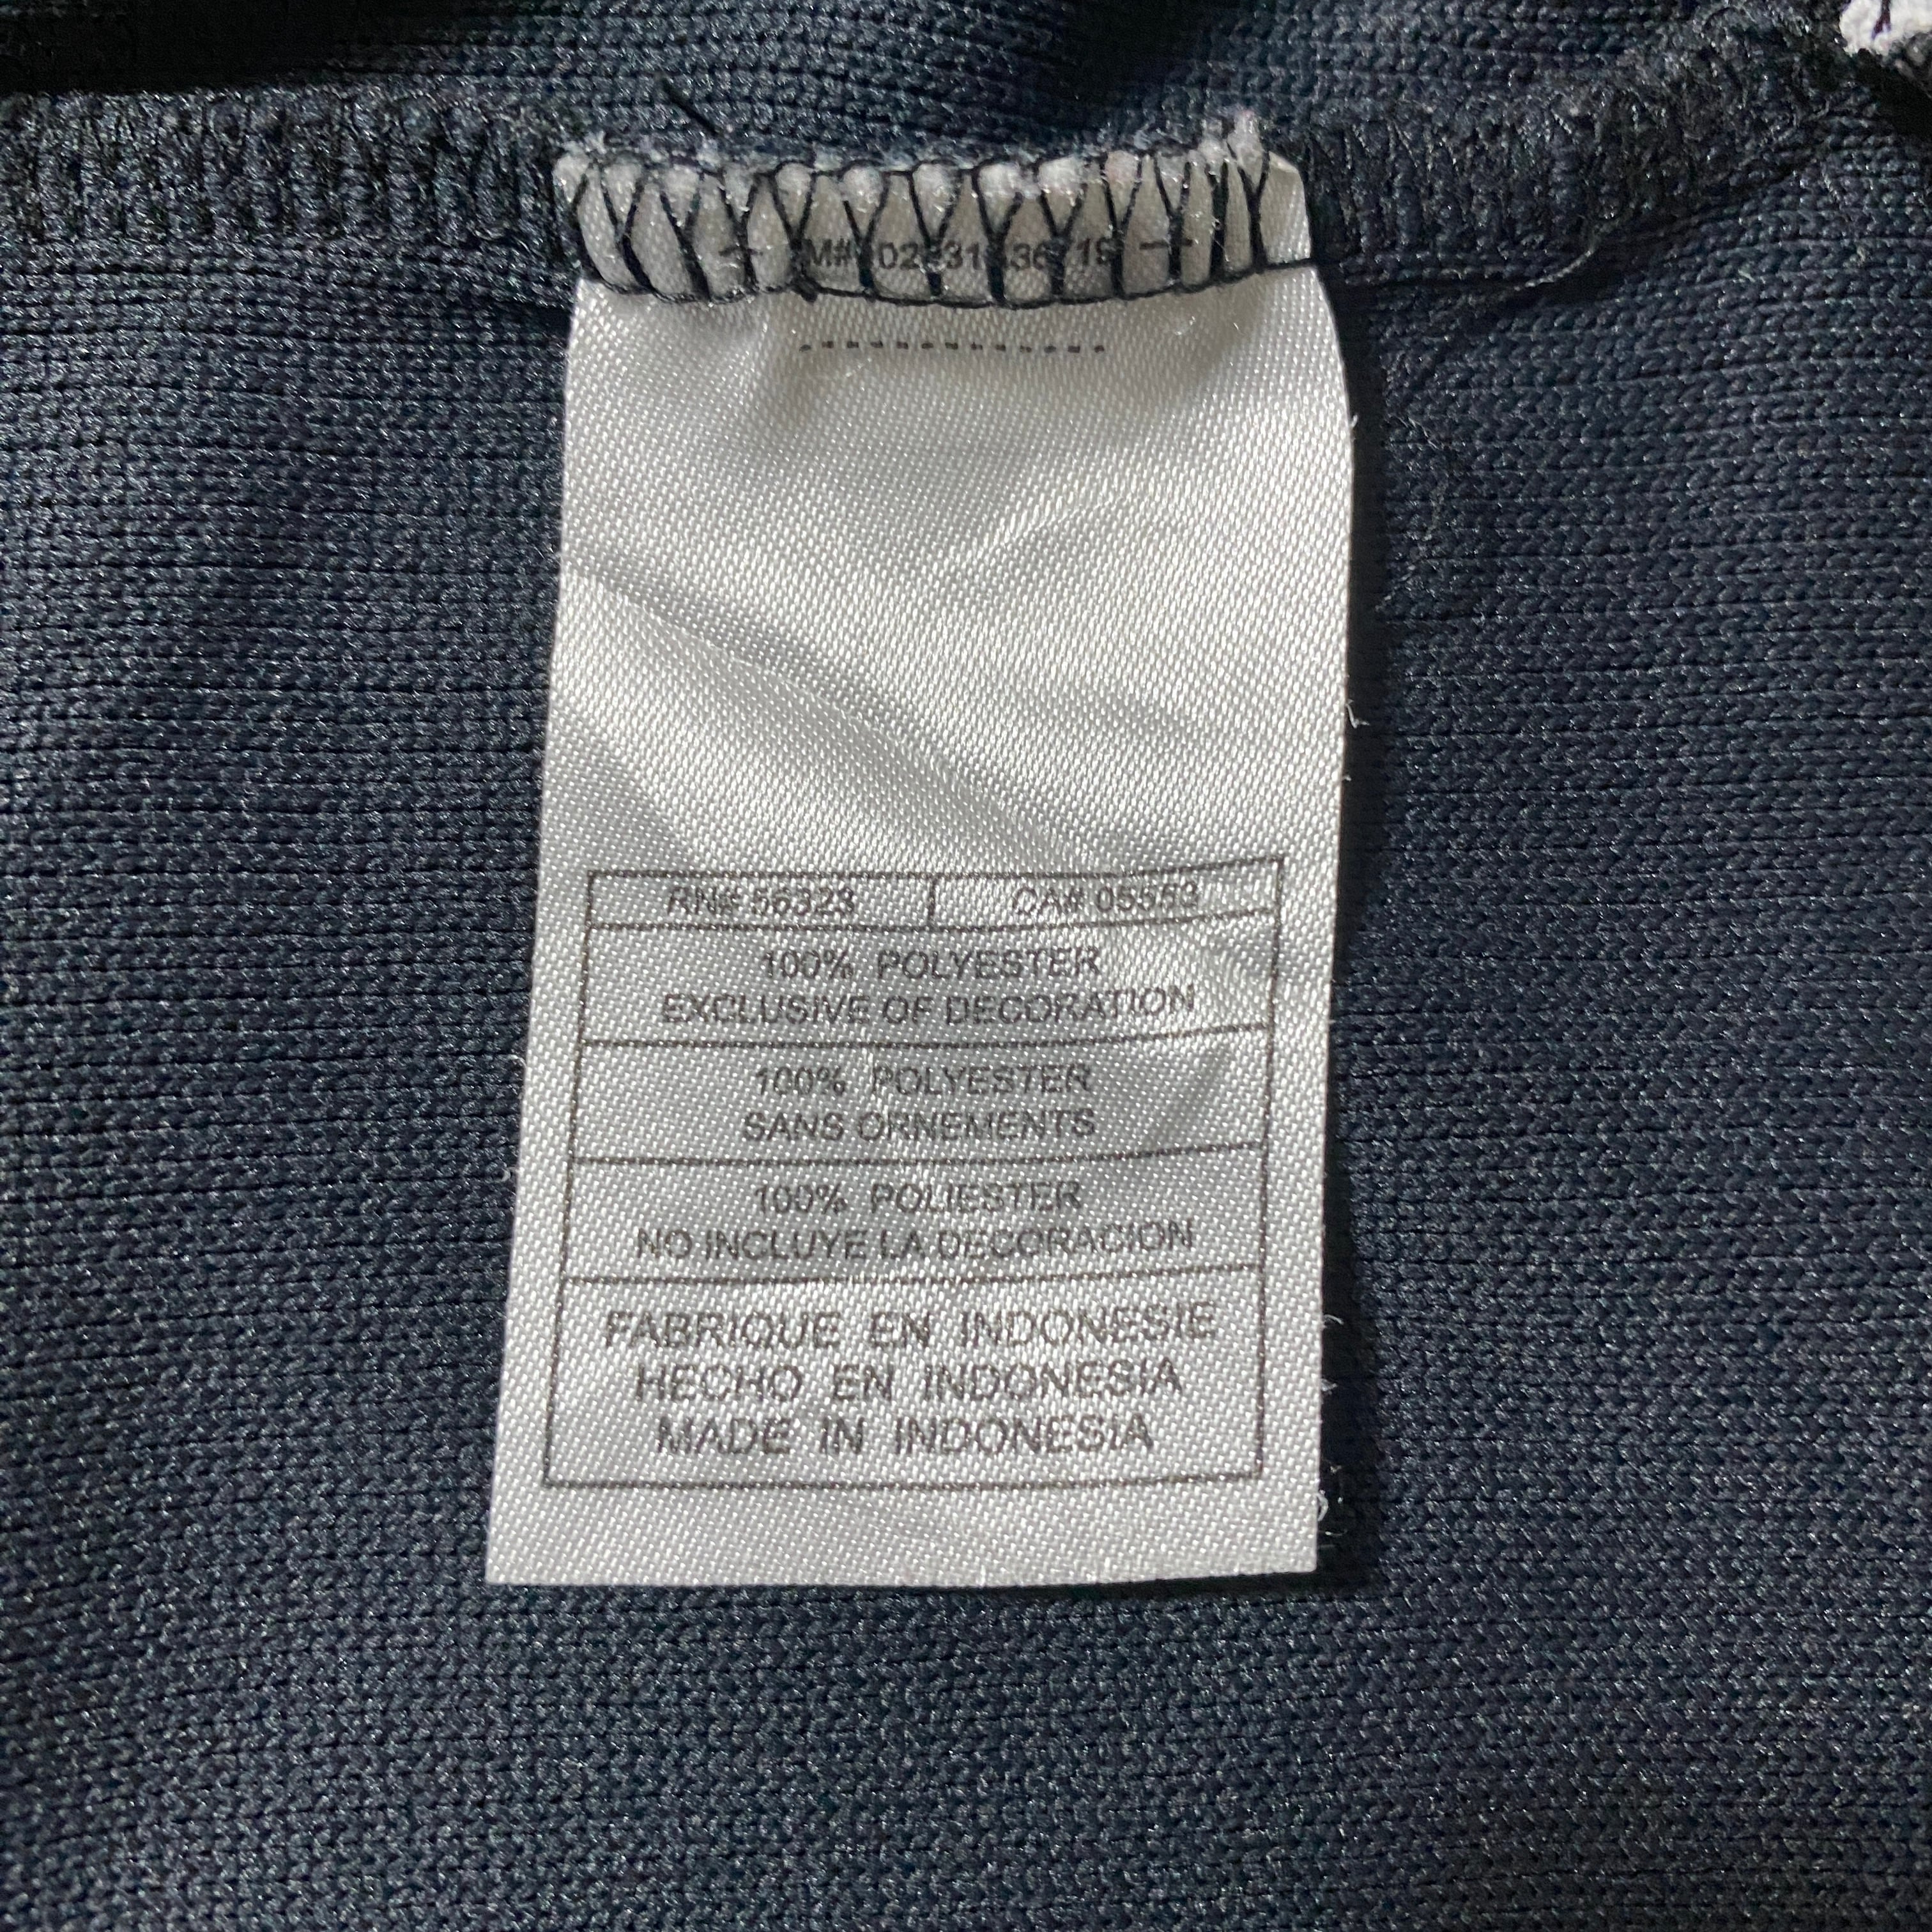 RN# 56323 CA# 05553
100% POLYESTER
EXCLUSIVE OF DECORATION
100% POLYESTER
SANS ORNEMENTS
100% POLIESTER
NO INCLUYE LA DECORACION
FABRIQUE EN INDONESIE
HECHO EN INDONESIA
MADE IN INDONESIA